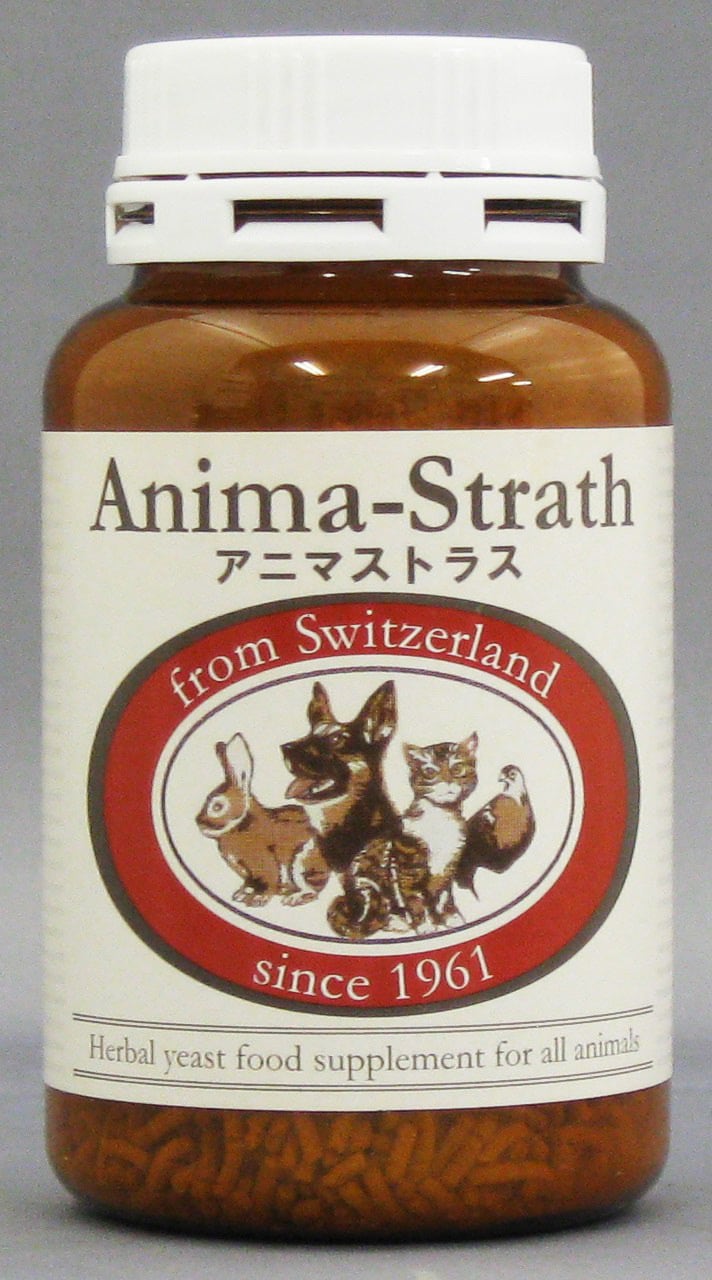 Anima-Strath
アニマストラス
from Switzerland
since 1961
Herbal yeast food supplement for all animals